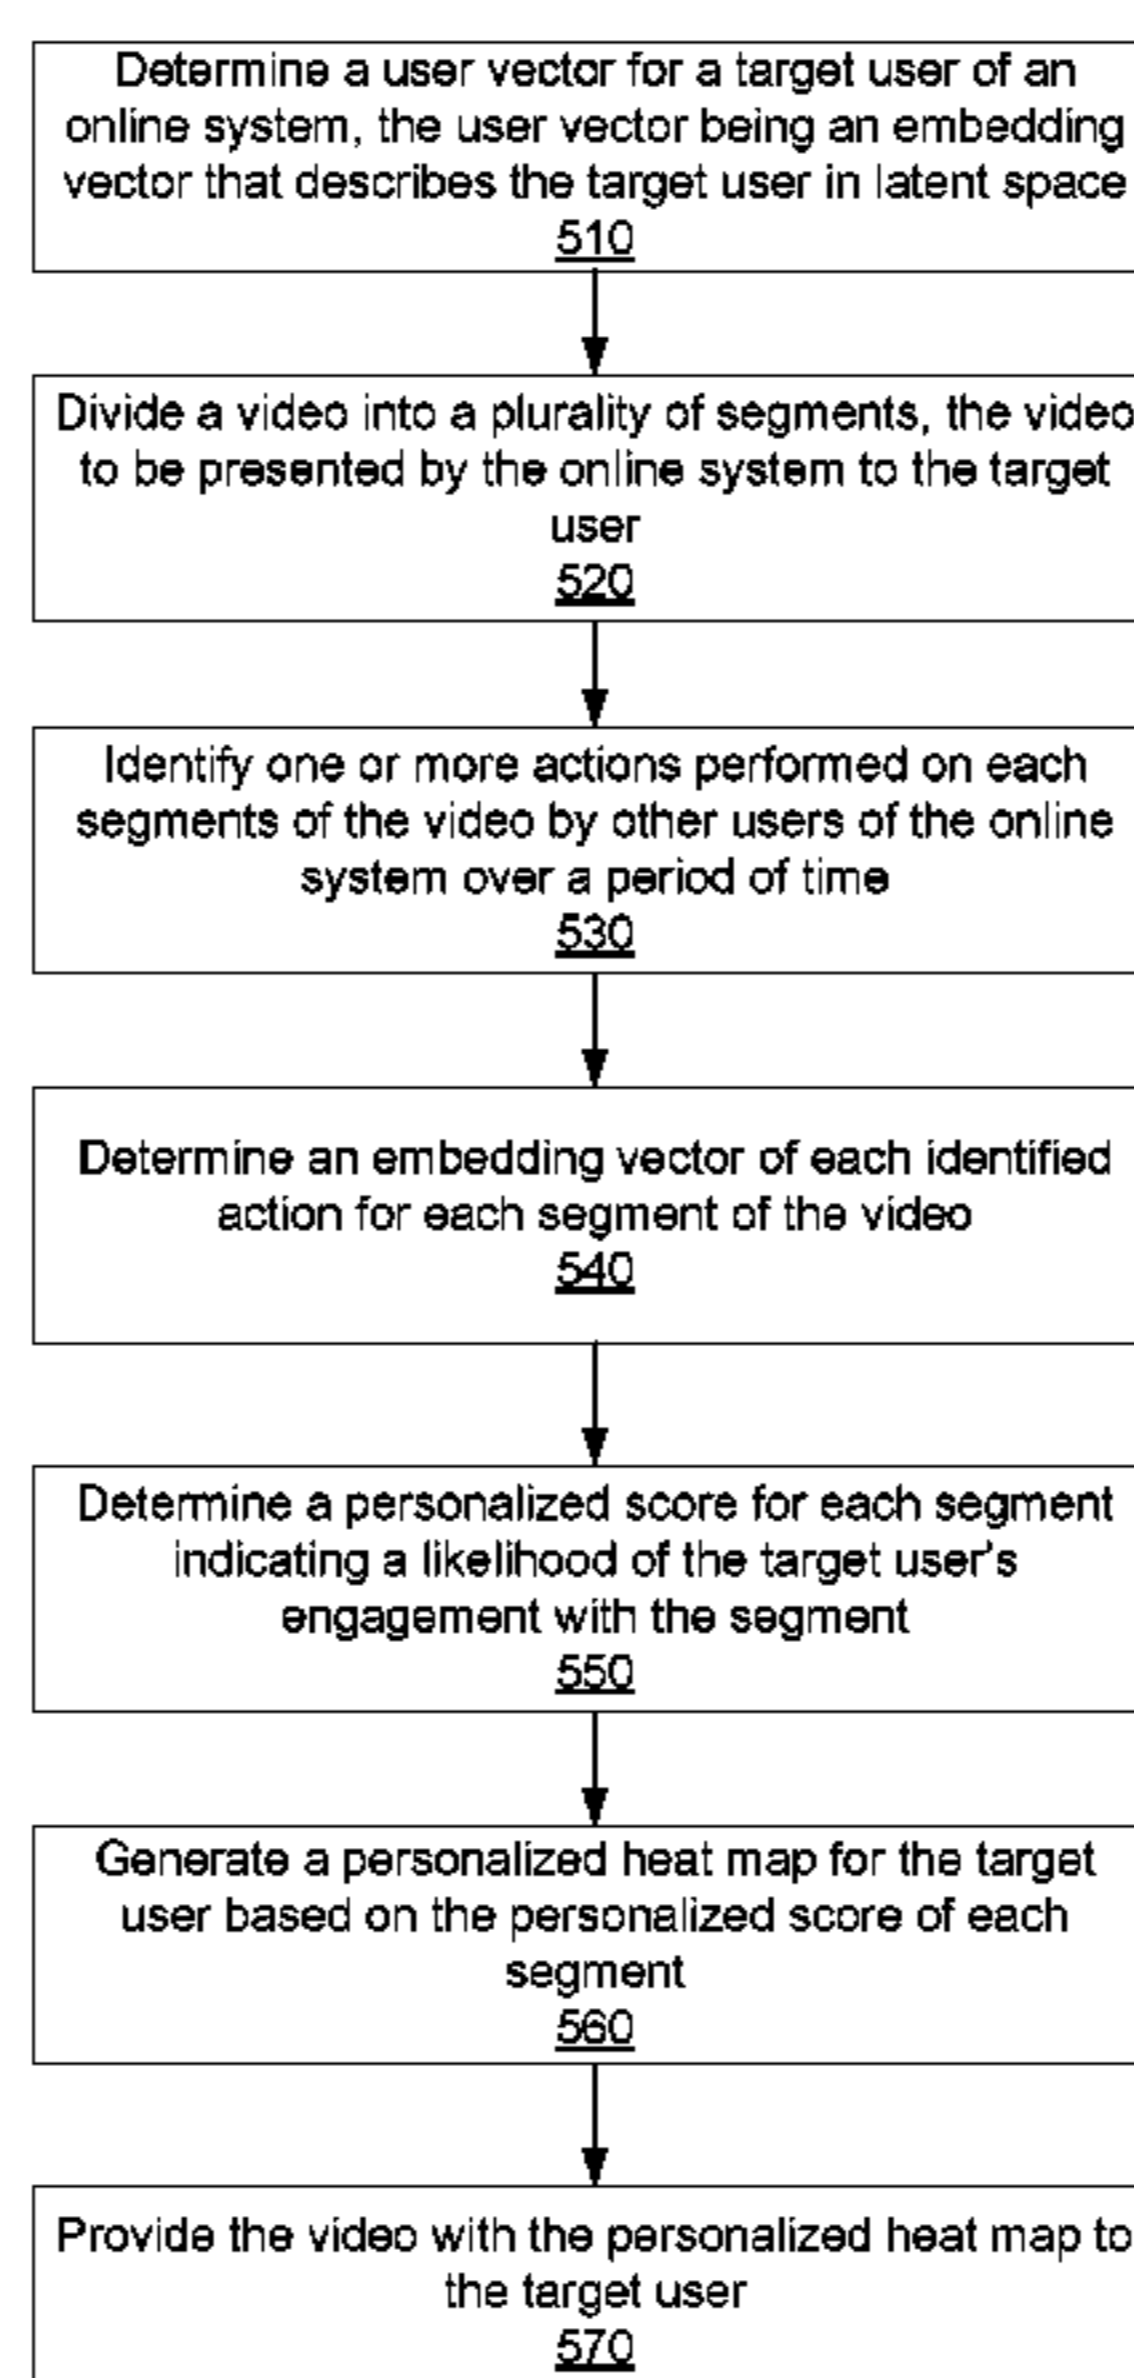 Determine a user vector for a target user of an
online system, the user vector being an embedding
vector that describes the target user in latent space
510
Divide a video into a plurality of segments, the video
to be presented by the online system to the target
user
520
Identify one or more actions performed on each
segments of the video by other users of the online
system over a period of time
530
Determine an embedding vector of each identified
action for each segment of the video
540
Determine a personalized score for each segment
indicating a likelihood of the target user's
engagement with the segment
550
Generate a personalized heat map for the target
user based on the personalized score of each
segment
560
Provide the video with the personalized heat map to
the target user
570